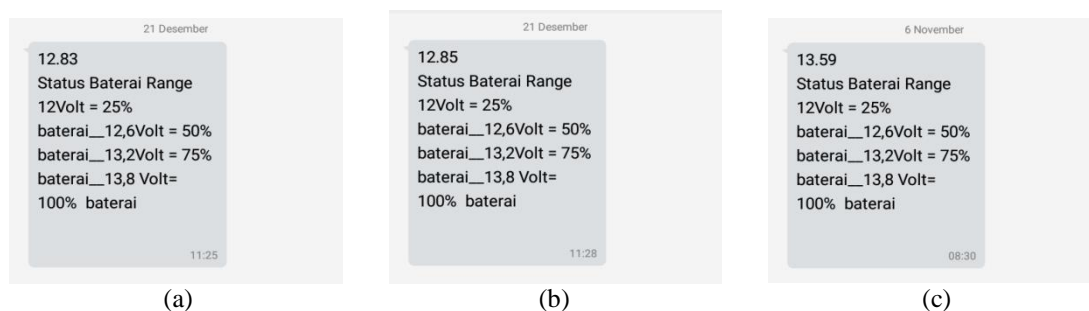 21 Desember
12.83
Status Baterai Range
12Volt = 25%
baterai__12,6Volt = 50%
baterai__13,2Volt = 75%
baterai__13,8 Volt=
100%  baterai
11:25
(a)
21 Desember
12.85
Status Baterai Range
12Volt = 25%
baterai__12,6Volt = 50%
baterai__13,2Volt = 75%
baterai__13,8 Volt=
100%  baterai
11:28
(b)
6 November
13.59
Status Baterai Range
12Volt = 25%
baterai__12,6Volt = 50%
baterai__13,2Volt = 75%
baterai__13,8 Volt=
100%  baterai
08:30
(c)